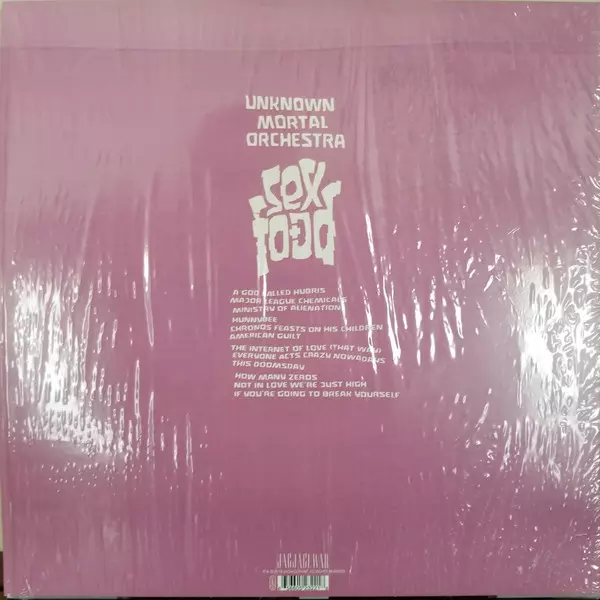 UNKNOWN
MORTAL
ORCHESTRA
sex
food
A GOD CALLED HUBRIS
MAJOR LEAGUE CHEMICALS
MINISTRY OF ALIENATION
HUNNYBEE
CHRONOS FEASTS ON HIS CHILDREN
AMERICAN GUILT
THE INTERNET OF LOVE (THAT WAY)
EVERYONE ACTS CRAZY NOWADAYS
THIS DOOMSDAY
HOW MANY ZEROS
NOT IN LOVE WE'RE JUST HIGH
IF YOU'RE GOING TO BREAK YOURSELF
JAGJAGUWAR